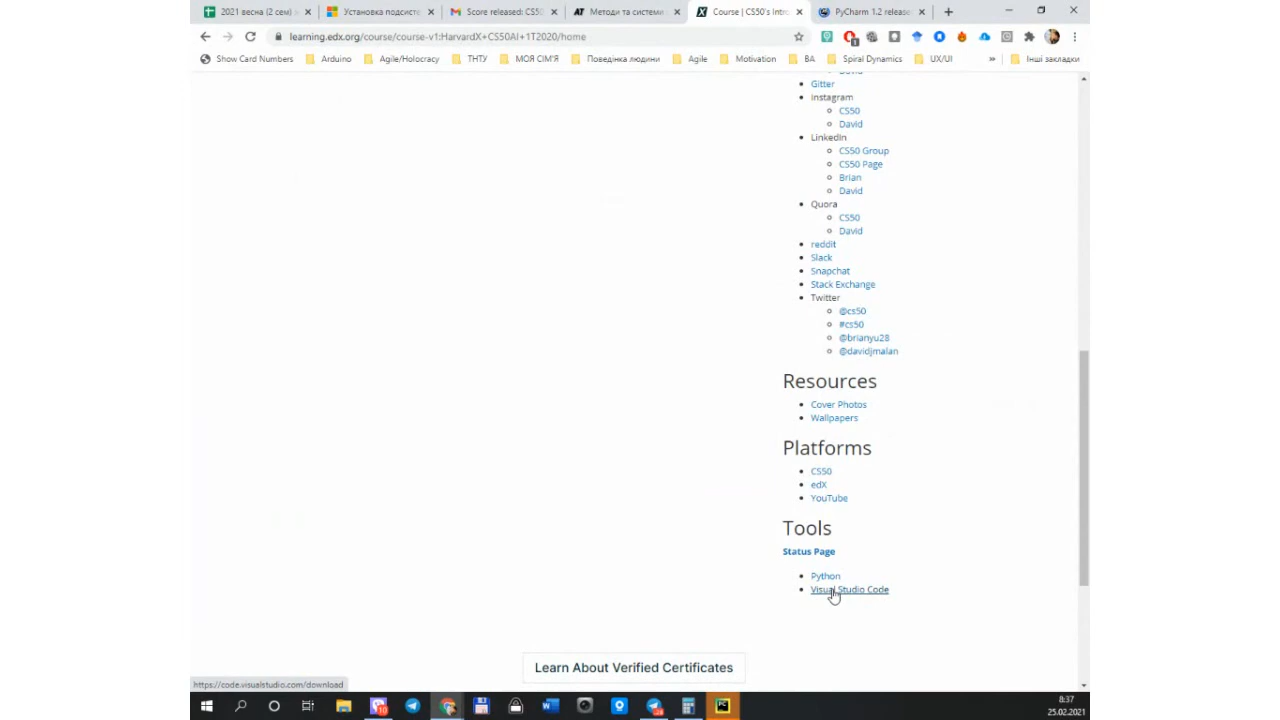 2021 весна (2 сем)
Установка подсисте
Score released: CS50
Методи та системи
Course | CS50's Intro
PyCharm 1.2 release
learning.edx.org/course/course-v1:HarvardX+CS50AI+1T2020/home
Show Card Numbers
Arduino
Agile/Holocracy
ТНТУ
МОЯ СІМ'Я
Поведінка людини
Agile
Motivation
BA
Spiral Dynamics
UX/UI
»
Інші закладки
David
Gitter
Instagram
CS50
David
LinkedIn
CS50 Group
CS50 Page
Brian
David
Quora
CS50
David
reddit
Slack
Snapchat
Stack Exchange
Twitter
@cs50
#cs50
@brianyu28
@davidjmalan
Resources
Cover Photos
Wallpapers
Platforms
CS50
edX
YouTube
Tools
Status Page
Python
Visual Studio Code
Learn About Verified Certificates
https://code.visualstudio.com/download
8:37
25.02.2021